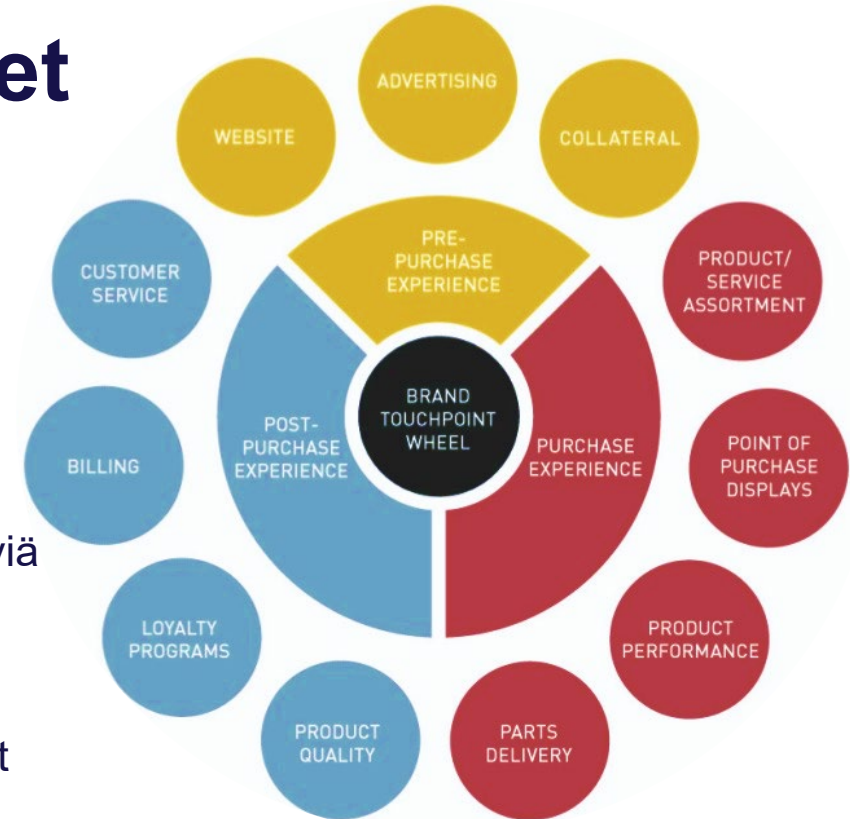 et
ADVERTISING
WEBSITE
COLLATERAL
PRE-
PURCHASE
EXPERIENCE
CUSTOMER
SERVICE
PRODUCT/
SERVICE
ASSORTMENT
BRAND
TOUCHPOINT
WHEEL
POST-
PURCHASE
EXPERIENCE
PURCHASE
EXPERIENCE
BILLING
POINT OF
PURCHASE
DISPLAYS
viä
LOYALTY
PROGRAMS
PRODUCT
PERFORMANCE
PRODUCT
QUALITY
PARTS
DELIVERY
t